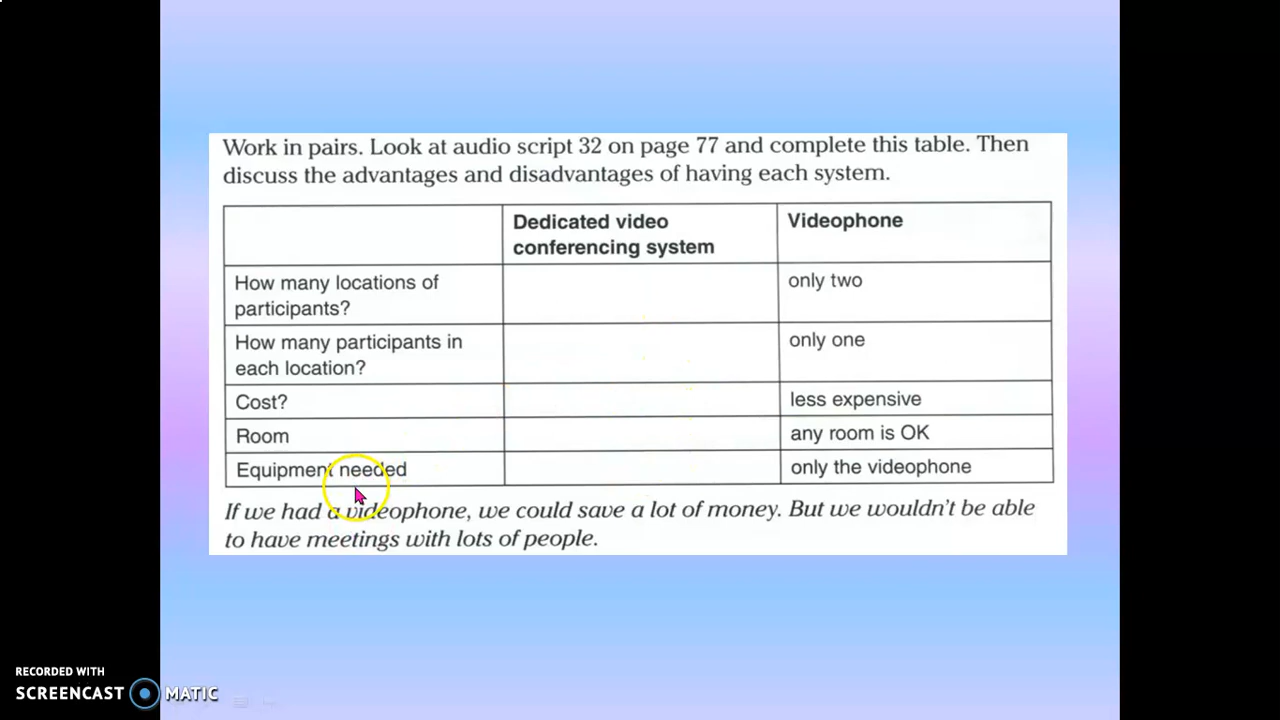 Work in pairs. Look at audio script 32 on page 77 and complete this table. Then
discuss the advantages and disadvantages of having each system.
Dedicated video
conferencing system
Videophone
How many locations of
participants?
only two
How many participants in
each location?
only one
Cost?
less expensive
Room
any room is OK
Equipment needed
only the videophone
If we had a videophone, we could save a lot of money. But we wouldn't be able
to have meetings with lots of people.
RECORDED WITH
SCREENCAST MATIC